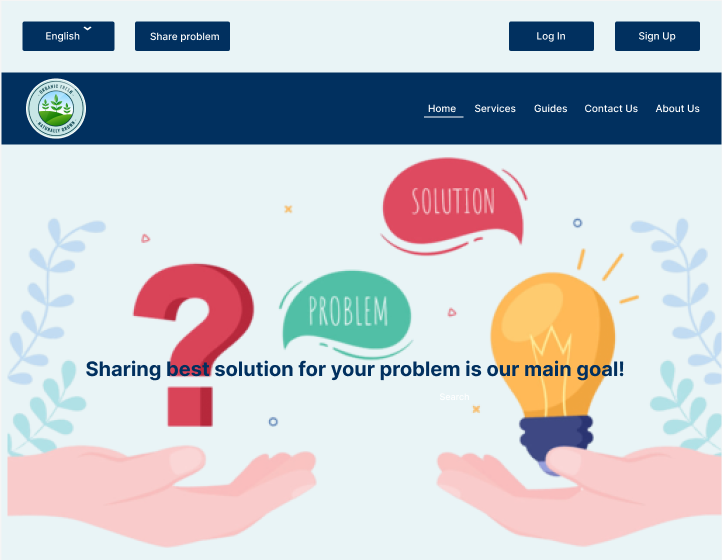 English
Share problem
Log In
Sign Up
ORGANIC FRESH
NATURALLY GROWN
Home
Services
Guides
Contact Us
About Us
SOLUTION
PROBLEM
Sharing best solution for your problem is our main goal!
Search